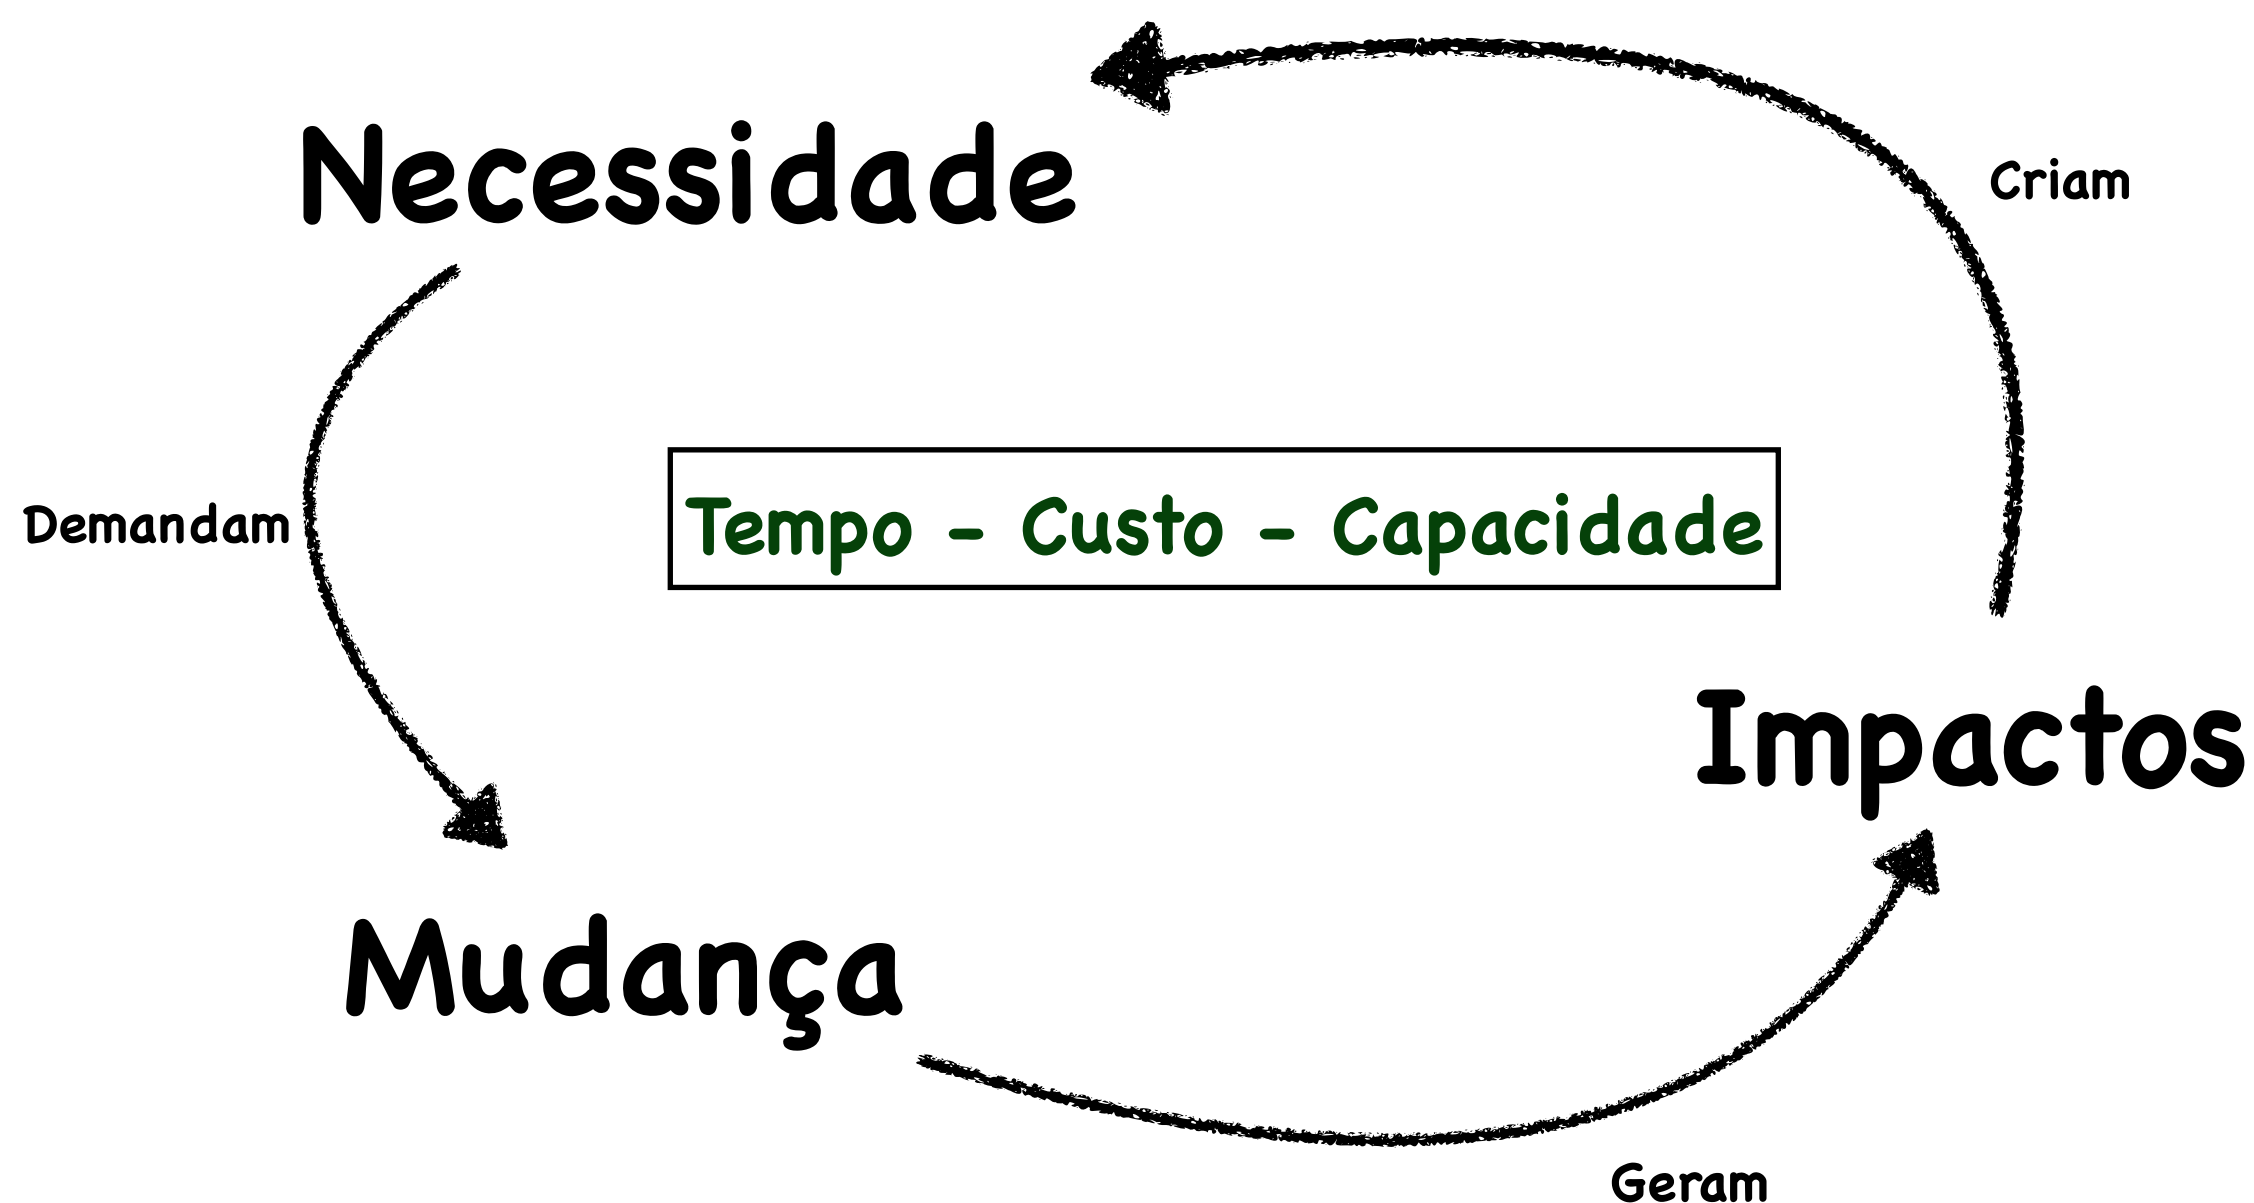 Necessidade
Criam
Demandam
Tempo - Custo - Capacidade
Impactos
Mudança
Geram